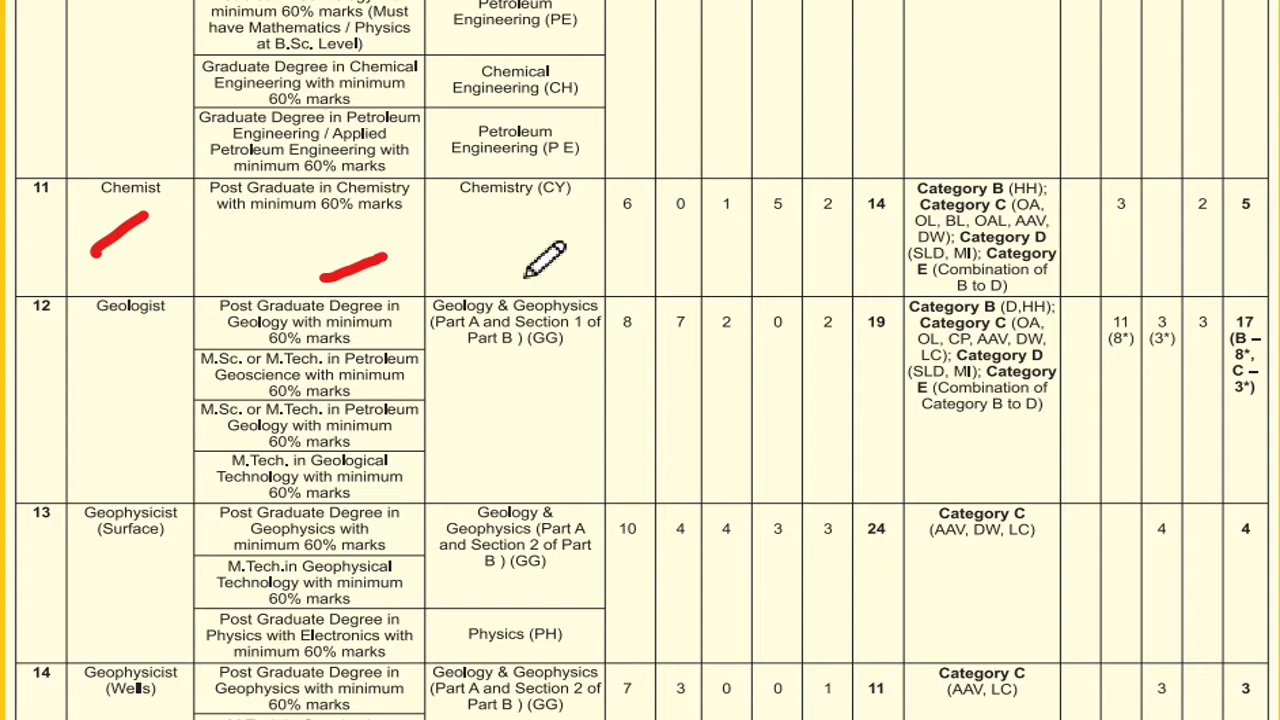 minimum 60% marks (Must
have Mathematics / Physics
at B.Sc. Level)
Petroleum
Engineering (PE)
Graduate Degree in Chemical
Engineering with minimum
60% marks
Chemical
Engineering (CH)
Graduate Degree in Petroleum
Engineering / Applied
Petroleum Engineering with
minimum 60% marks
Petroleum
Engineering (P E)
11
Chemist
Post Graduate in Chemistry
with minimum 60% marks
Chemistry (CY)
6
0
1
5
2
14
Category B (HH);
Category C (OA,
OL, BL, OAL, AAV,
DW); Category D
(SLD, MI); Category
E (Combination of
B to D)
3
2
5
12
Geologist
Post Graduate Degree in
Geology with minimum
60% marks
M.Sc. or M.Tech. in Petroleum
Geoscience with minimum
60% marks
M.Sc. or M.Tech. in Petroleum
Geology with minimum
60% marks
M.Tech. in Geological
Technology with minimum
60% marks
Geology & Geophysics
(Part A and Section 1 of
Part B ) (GG)
8
7
2
0
2
19
Category B (D,HH);
Category C (OA,
OL, CP, AAV, DW,
LC); Category D
(SLD, MI); Category
E (Combination of
Category B to D)
11
(8*)
3
(3*)
3
17
(B –
8*,
C –
3*)
13
Geophysicist
(Surface)
Post Graduate Degree in
Geophysics with
minimum 60% marks
M.Tech.in Geophysical
Technology with minimum
60% marks
Geology &
Geophysics (Part A
and Section 2 of Part
B ) (GG)
Post Graduate Degree in
Physics with Electronics with
minimum 60% marks
Physics (PH)
10
4
4
3
3
24
Category C
(AAV, DW, LC)
4
4
14
Geophysicist
(Wells)
Post Graduate Degree in
Geophysics with minimum
60% marks
Geology & Geophysics
(Part A and Section 2 of
Part B ) (GG)
7
3
0
0
1
11
Category C
(AAV, LC)
3
3